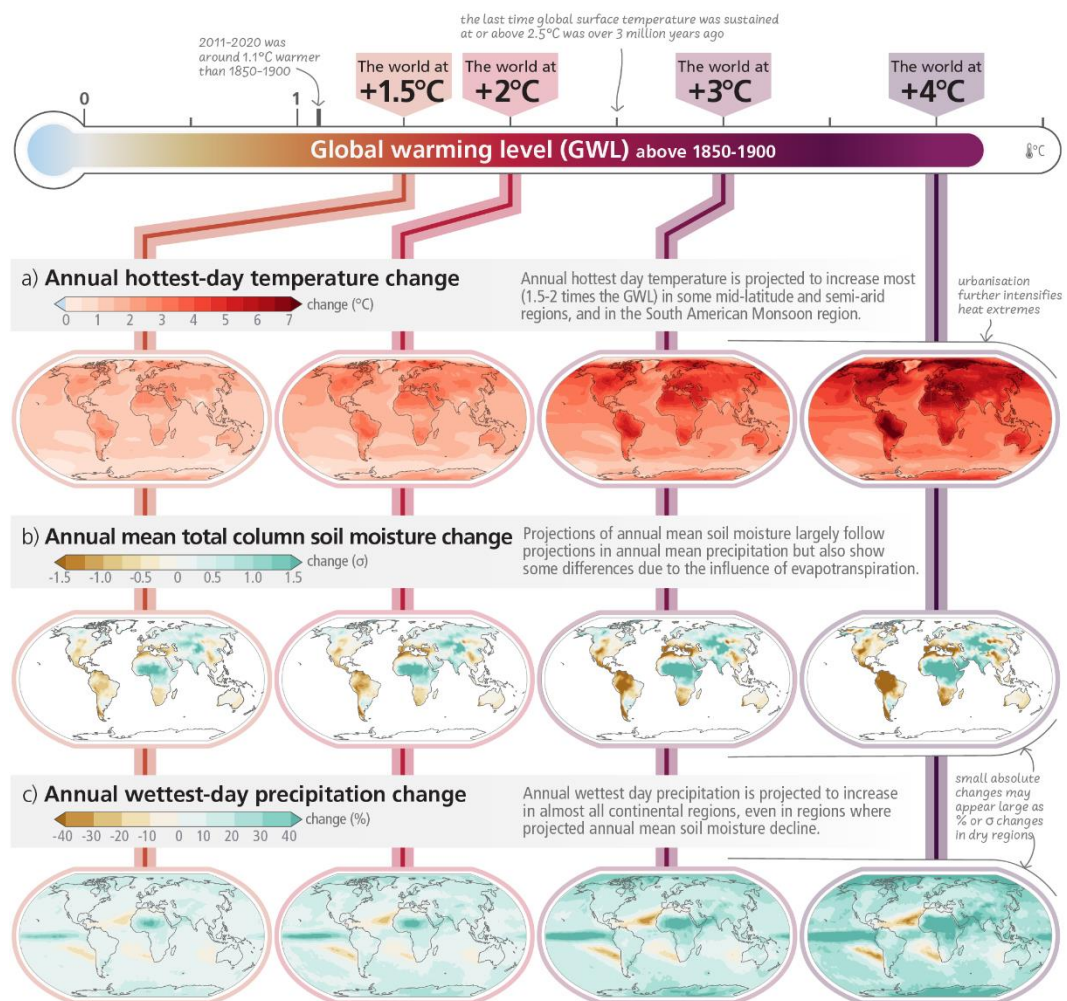 the last time global surface temperature was sustained
at or above 2.5°C was over 3 million years ago
2011-2020 was
around 1.1°C warmer
than 1850-1900
The world at
+1.5°C
The world at
+2°C
The world at
+3°C
The world at
+4°C
0
1
Global warming level (GWL) above 1850-1900
°C
a) Annual hottest-day temperature change
change (°C)
0 1 2 3 4 5 6 7
Annual hottest day temperature is projected to increase most
(1.5-2 times the GWL) in some mid-latitude and semi-arid
regions, and in the South American Monsoon region.
urbanisation
further intensifies
heat extremes
b) Annual mean total column soil moisture change
change (σ)
-1.5 -1.0 -0.5 0 0.5 1.0 1.5
Projections of annual mean soil moisture largely follow
projections in annual mean precipitation but also show
some differences due to the influence of evapotranspiration.
c) Annual wettest-day precipitation change
change (%)
-40 -30 -20 -10 0 10 20 30 40
Annual wettest day precipitation is projected to increase
in almost all continental regions, even in regions where
projected annual mean soil moisture decline.
small absolute
changes may
appear large as
% or σ changes
in dry regions